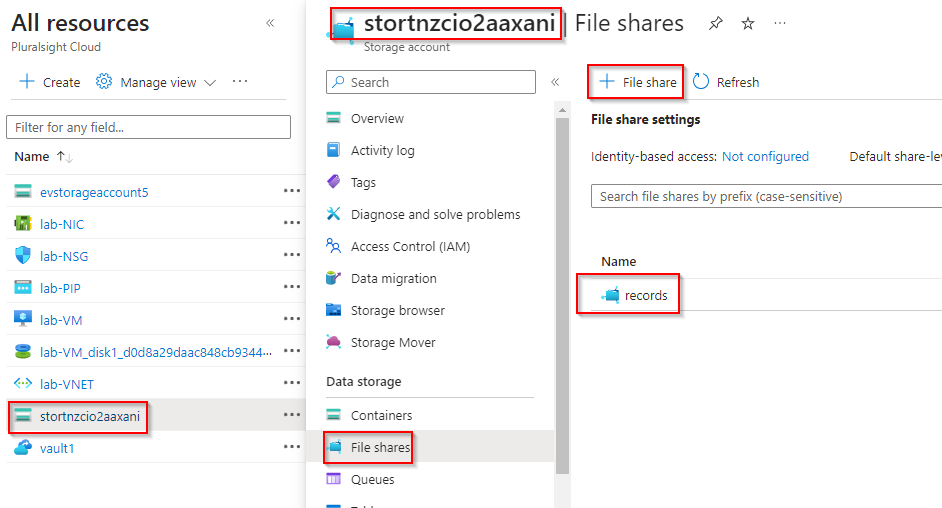 All resources
Pluralsight Cloud
Create
Manage view
Filter for any field...
Name
evstorageaccount5
lab-NIC
lab-NSG
lab-PIP
lab-VM
lab-VM_disk1_d0d8a29daac848cb9344...
lab-VNET
stortnzcio2aaxani
vault1
stortnzcio2aaxani | File shares
Storage account
Search
Overview
Activity log
Tags
Diagnose and solve problems
Access Control (IAM)
Data migration
Storage browser
Storage Mover
Data storage
Containers
File shares
Queues
File share
Refresh
File share settings
Identity-based access: Not configured
Default share-lev
Search file shares by prefix (case-sensitive)
Name
records